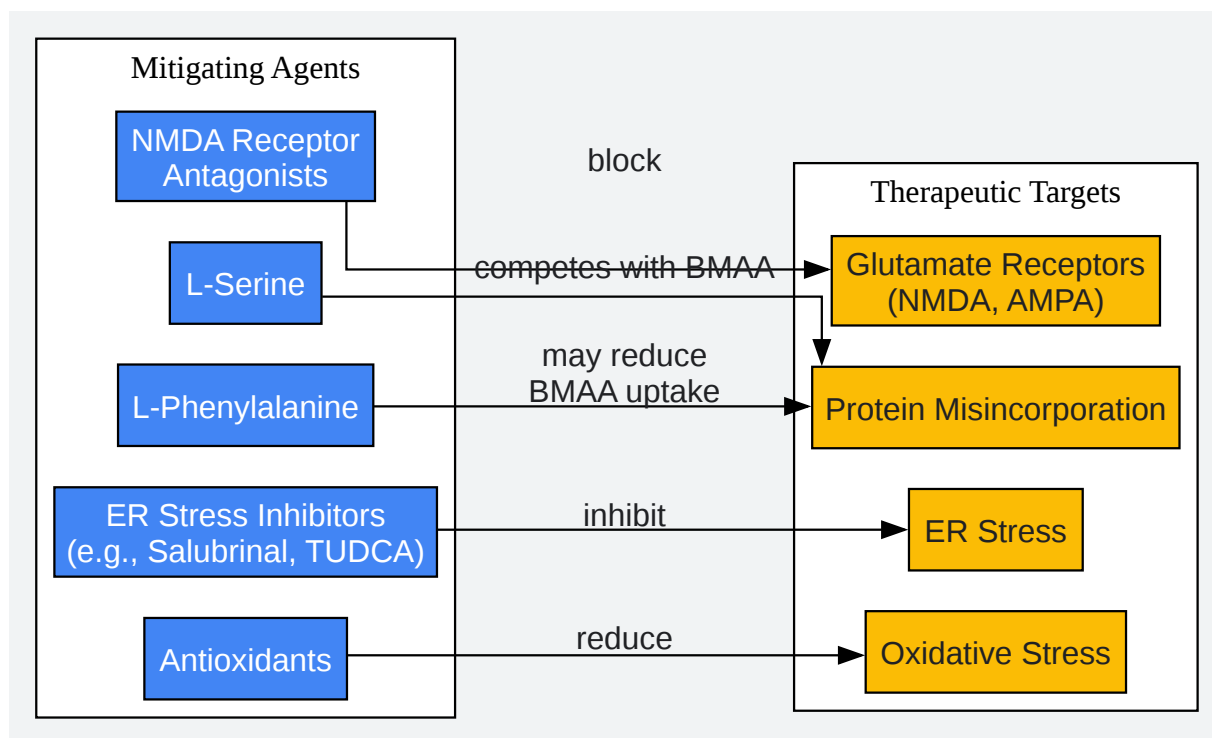 Mitigating Agents
NMDA Receptor
Antagonists
L-Serine
L-Phenylalanine
ER Stress Inhibitors
(e.g., Salubrinal, TUDCA)
Antioxidants
block
competes with BMAA
may reduce
BMAA uptake
inhibit
reduce
Therapeutic Targets
Glutamate Receptors
(NMDA, AMPA)
Protein Misincorporation
ER Stress
Oxidative Stress